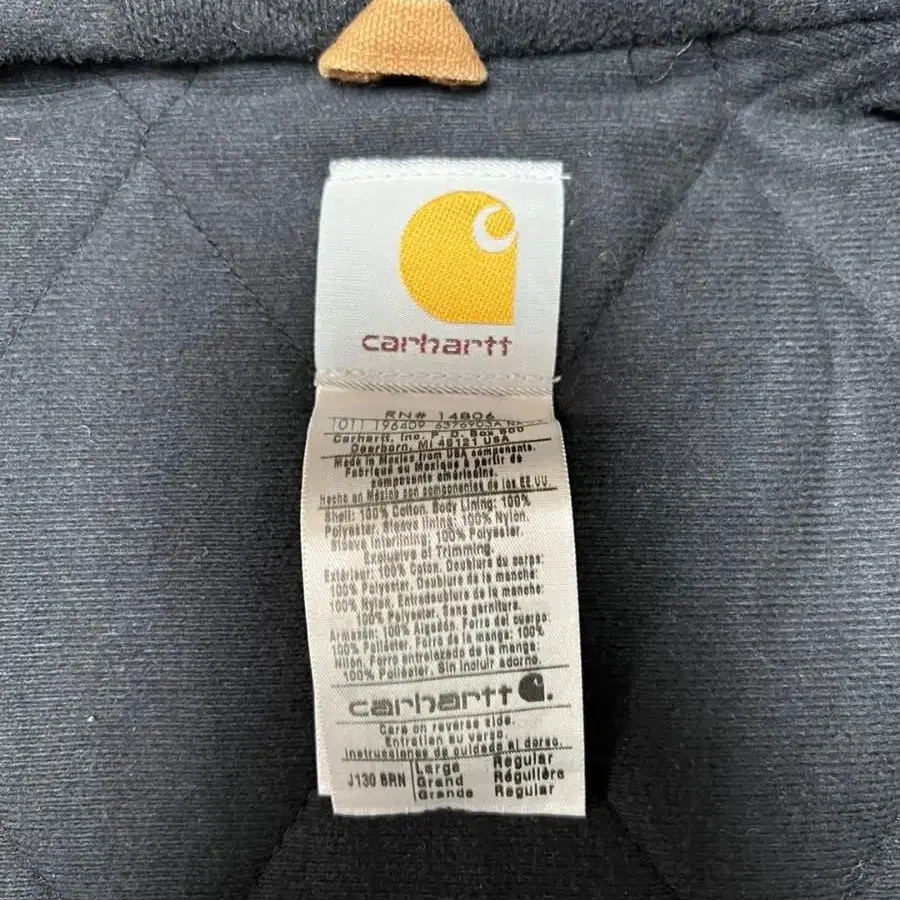 carhartt
RN# 14806
1011 196409 6376903A
Carhartt, Inc. P. O. Box 600
Dearborn, MI 48121 USA
Made in Mexico from USA components.
Fabriqué au Mexique à partir de
composants américains.
Hecho en México con componentes de los EE.UU.
Shell: 100% Cotton. Body Lining: 100%
Polyester. Sleeve lining, 100% Nylon.
Sleeve Interlining: 100% Polyester.
Exclusive of Trimming.
Extérieur: 100% Coton. Doublure du corps:
100% Polyester. Doublure de la manche:
100% Nylon. Entredoublure de la manche:
100% Polyester. Sans garniture.
Armazón: 100% Algodón. Forro del cuerpo:
100% Poliéster. Forro de la manga: 100%
Nilón. Forro entrelazado de la manga:
100% Poliéster. Sin incluir adorno.
carhartt
Care on reverse side.
Entretien au verso.
Instrucciones de cuidado al dorso.
J130 BRN Large Regular
Grand Régulière
Grande Regular